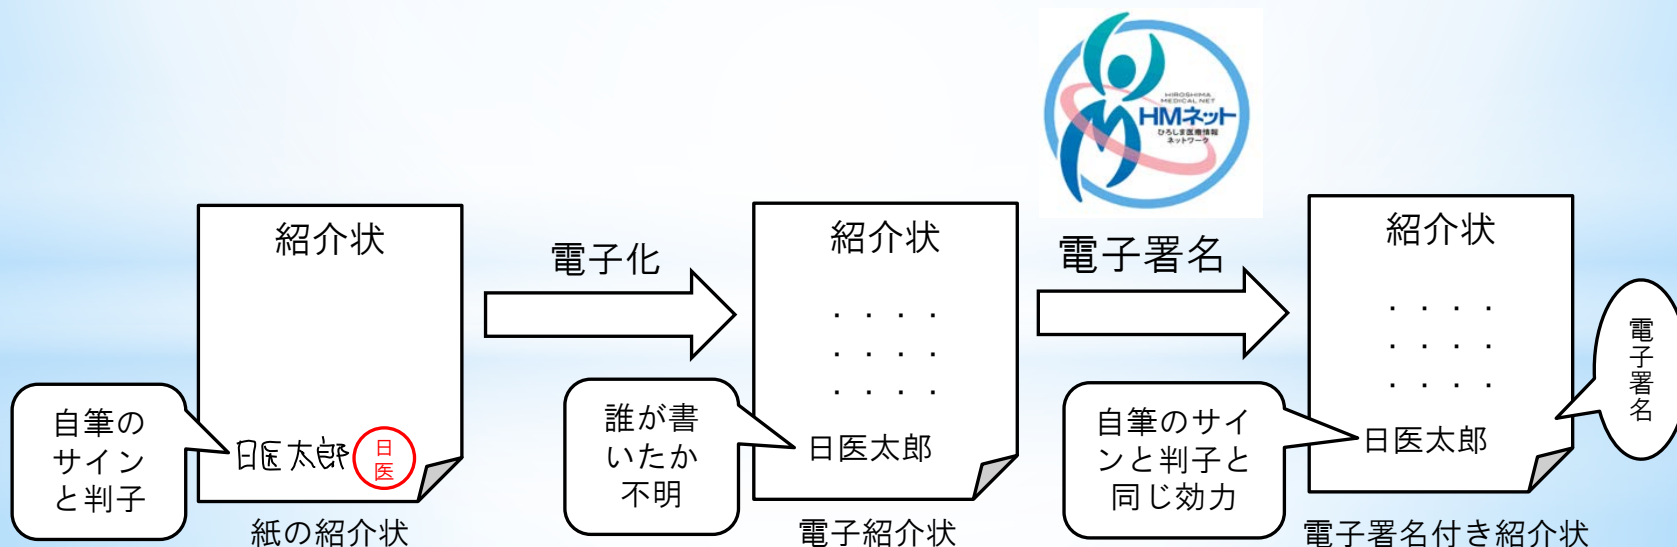 HIROSHIMA
MEDICAL NET
HMネット
ひろしま医療情報
ネットワーク
紹介状
自筆の
サイン
と判子
日医太郎
日
医
紙の紹介状
電子化
紹介状
. . . .
. . . .
. . . .
誰が書
いたか
不明
日医太郎
電子紹介状
電子署名
紹介状
. . . .
. . . .
. . . .
自筆のサイ
ンと判子と
同じ効力
日医太郎
電子署名
電子署名付き紹介状